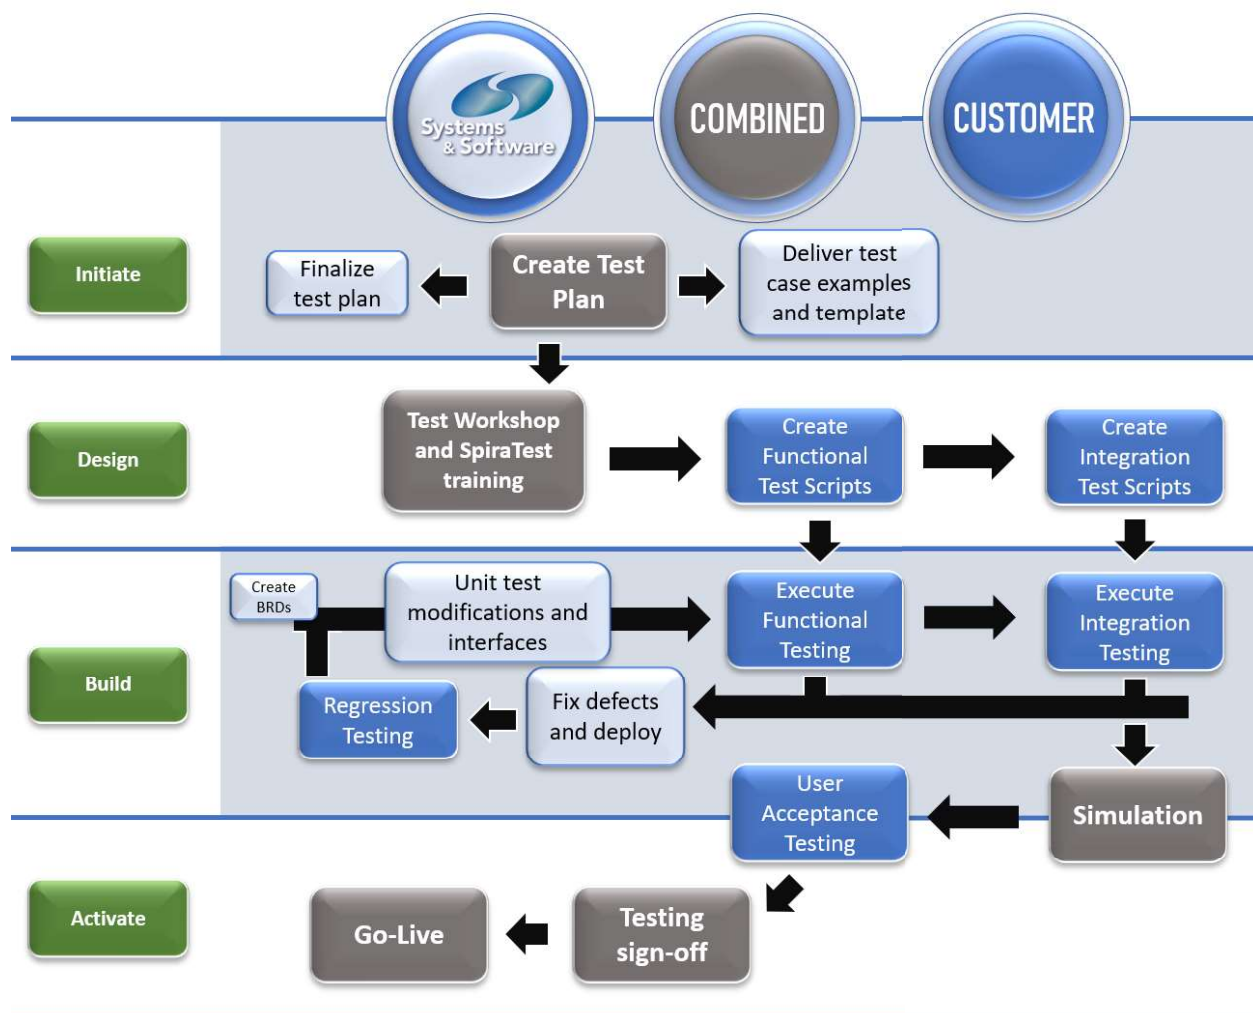 Systems
& Software
COMBINED
CUSTOMER
Initiate
Finalize
test plan
Create Test
Plan
Deliver test
case examples
and template
Design
Test Workshop
and SpiraTest
training
Create
Functional
Test Scripts
Create
Integration
Test Scripts
Build
Create
BRDs
Unit test
modifications and
interfaces
Execute
Functional
Testing
Execute
Integration
Testing
Regression
Testing
Fix defects
and deploy
User
Acceptance
Testing
Simulation
Activate
Go-Live
Testing
sign-off